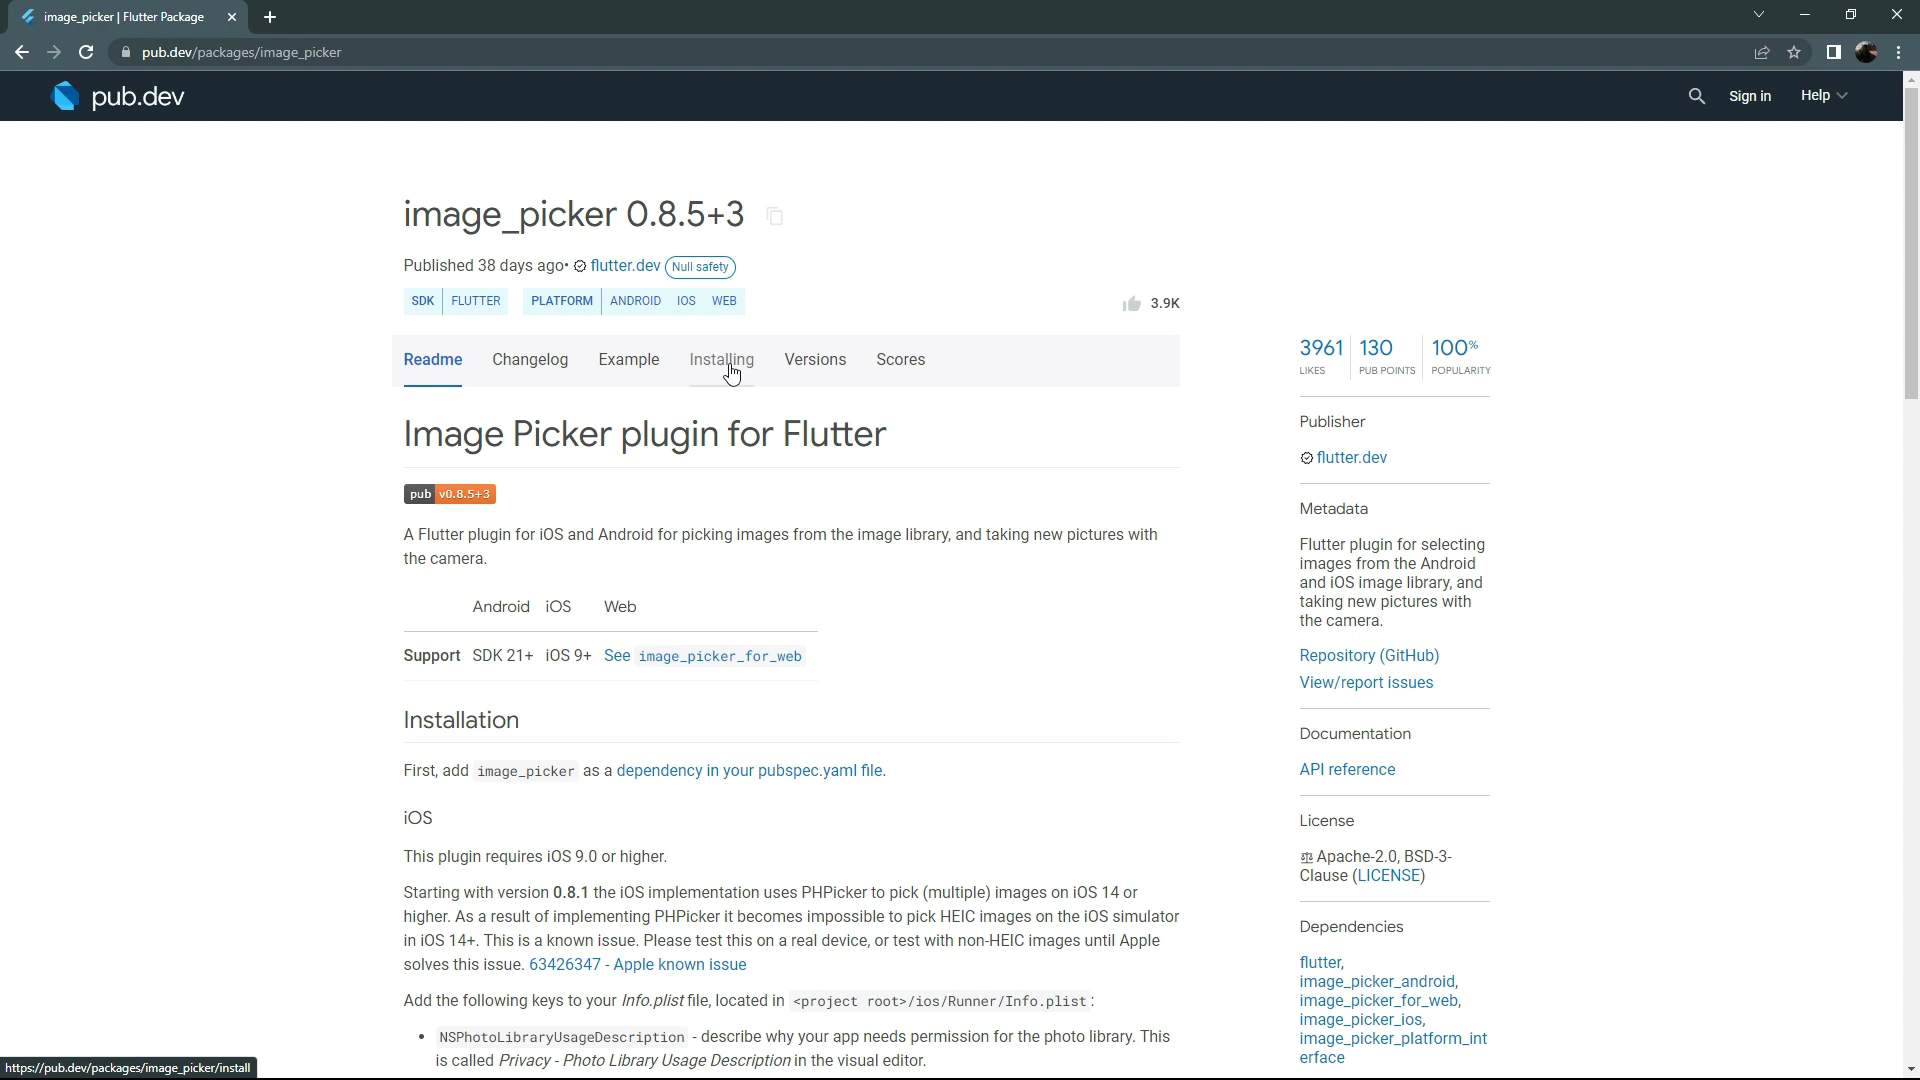 image_picker | Flutter Package
pub.dev/packages/image_picker
pub.dev
Sign in
Help
image_picker 0.8.5+3
Published 38 days ago• flutter.dev Null safety
SDK FLUTTER PLATFORM ANDROID IOS WEB
3.9K
Readme Changelog Example Installing Versions Scores
Image Picker plugin for Flutter
pub v0.8.5+3
A Flutter plugin for iOS and Android for picking images from the image library, and taking new pictures with
the camera.
Android iOS Web
Support SDK 21+ iOS 9+ See image_picker_for_web
Installation
First, add image_picker as a dependency in your pubspec.yaml file.
iOS
This plugin requires iOS 9.0 or higher.
Starting with version 0.8.1 the iOS implementation uses PHPicker to pick (multiple) images on iOS 14 or
higher. As a result of implementing PHPicker it becomes impossible to pick HEIC images on the iOS simulator
in iOS 14+. This is a known issue. Please test this on a real device, or test with non-HEIC images until Apple
solves this issue. 63426347 - Apple known issue
Add the following keys to your Info.plist file, located in <project root>/ios/Runner/Info.plist:
• NSPhotoLibraryUsageDescription - describe why your app needs permission for the photo library. This
is called Privacy - Photo Library Usage Description in the visual editor.
3961 130 100%
LIKES PUB POINTS POPULARITY
Publisher
flutter.dev
Metadata
Flutter plugin for selecting
images from the Android
and iOS image library, and
taking new pictures with
the camera.
Repository (GitHub)
View/report issues
Documentation
API reference
License
Apache-2.0, BSD-3-
Clause (LICENSE)
Dependencies
flutter,
image_picker_android,
image_picker_for_web,
image_picker_ios,
image_picker_platform_int
erface
https://pub.dev/packages/image_picker/install